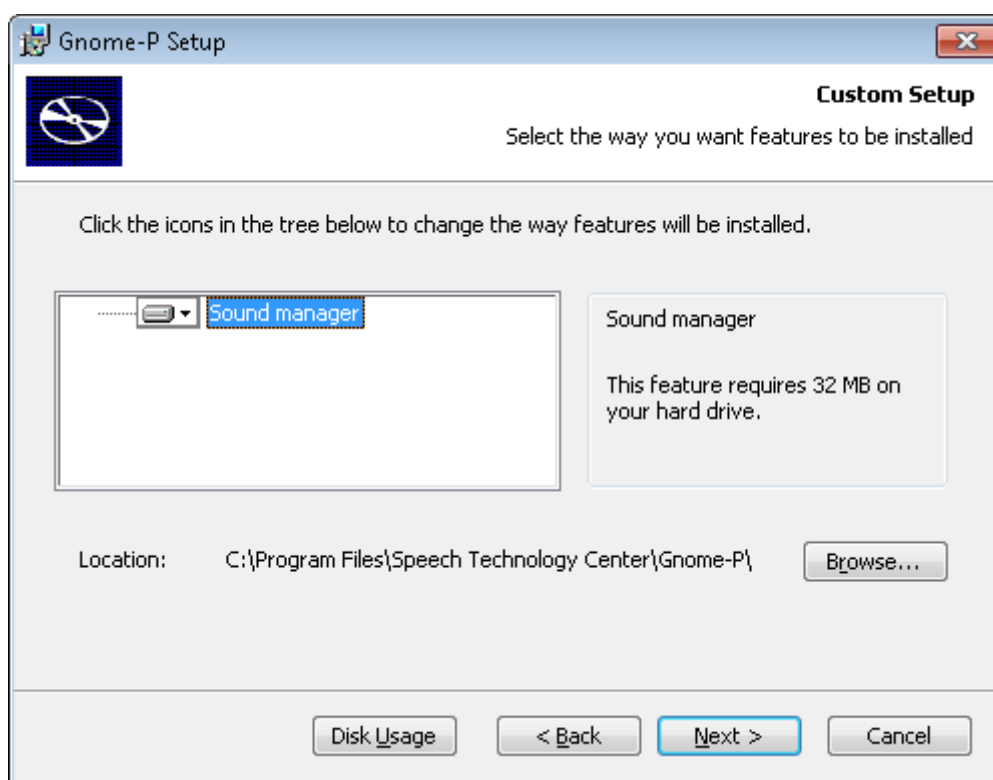 Gnome-P Setup
Custom Setup
Select the way you want features to be installed
Click the icons in the tree below to change the way features will be installed.
Sound manager
Sound manager
This feature requires 32 MB on
your hard drive.
Location: C:\Program Files\Speech Technology Center\Gnome-P\ Browse...
Disk Usage < Back Next > Cancel